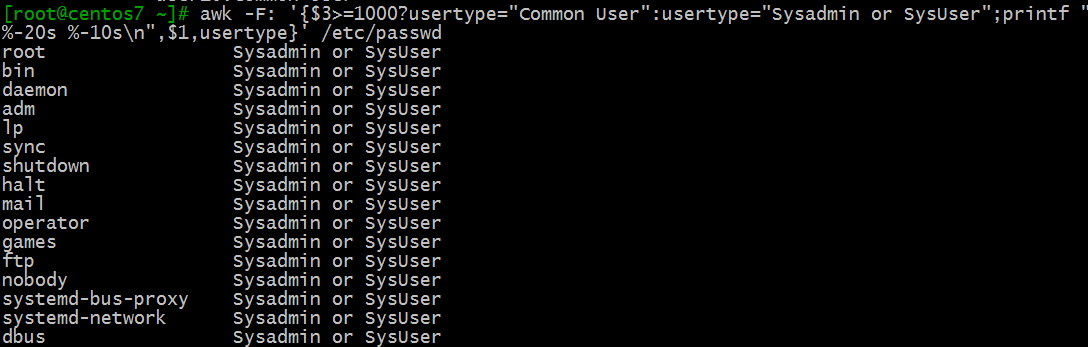 [root@centos7 ~]# awk -F: '{$3>=1000?usertype="Common User":usertype="Sysadmin or SysUser";printf "
%-20s %-10s\n",$1,usertype}' /etc/passwd
root                 Sysadmin or SysUser
bin                  Sysadmin or SysUser
daemon               Sysadmin or SysUser
adm                  Sysadmin or SysUser
lp                   Sysadmin or SysUser
sync                 Sysadmin or SysUser
shutdown             Sysadmin or SysUser
halt                 Sysadmin or SysUser
mail                 Sysadmin or SysUser
operator             Sysadmin or SysUser
games                Sysadmin or SysUser
ftp                  Sysadmin or SysUser
nobody               Sysadmin or SysUser
systemd-bus-proxy    Sysadmin or SysUser
systemd-network      Sysadmin or SysUser
dbus                 Sysadmin or SysUser